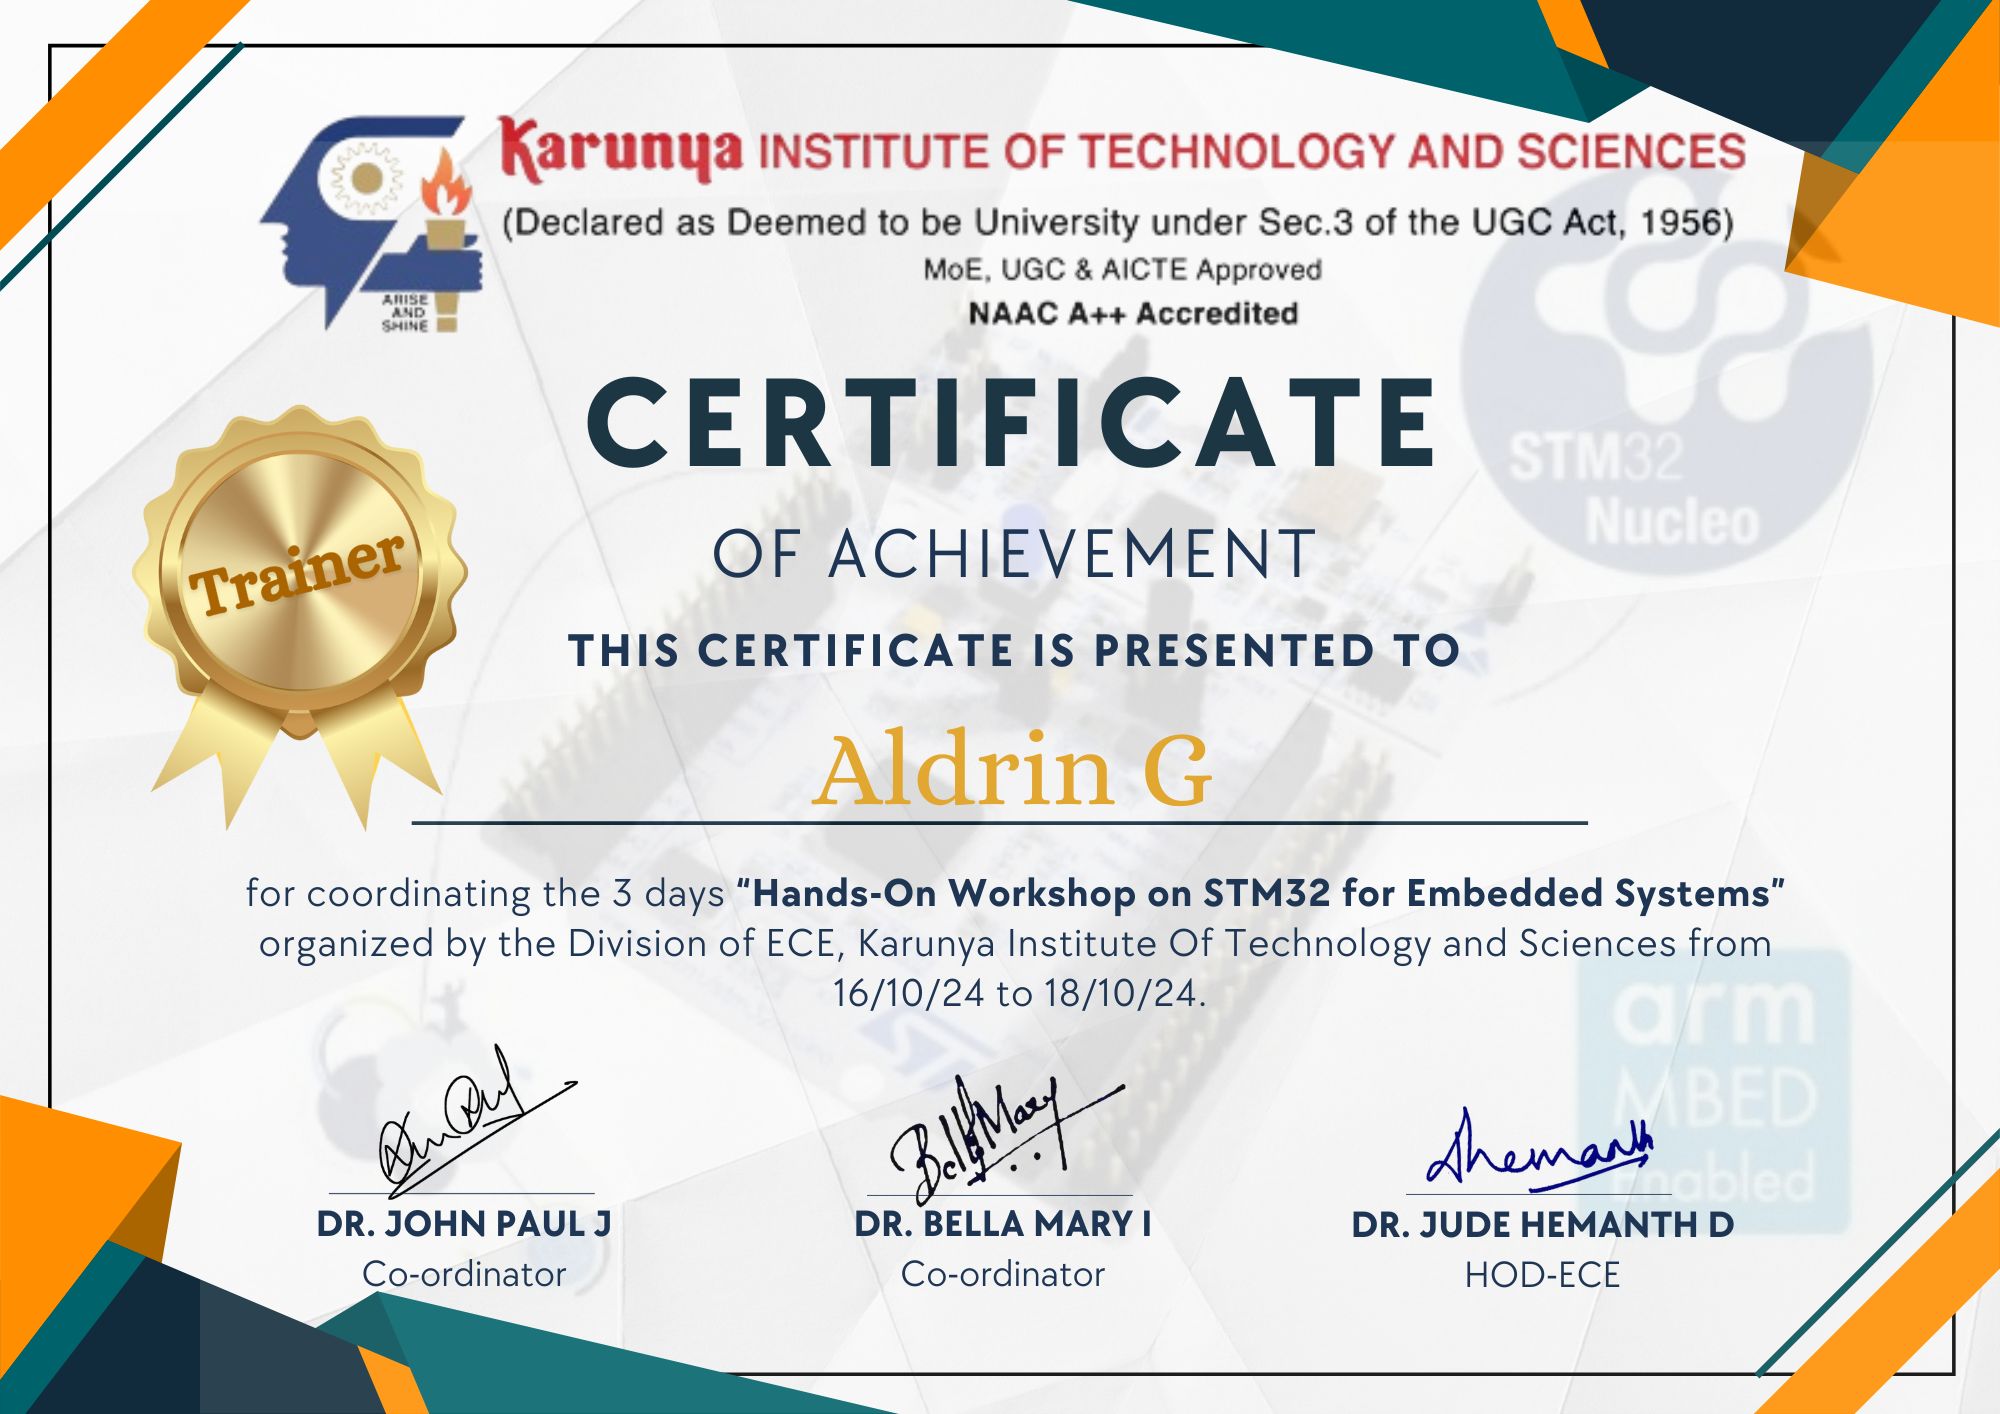 Karunya INSTITUTE OF TECHNOLOGY AND SCIENCES
(Declared as Deemed to be University under Sec.3 of the UGC Act, 1956)
MoE, UGC & AICTE Approved
NAAC A++ Accredited
ARISE
AND
SHINE
CERTIFICATE
OF ACHIEVEMENT
STM32
Nucleo
Trainer
THIS CERTIFICATE IS PRESENTED TO
Aldrin G
for coordinating the 3 days “Hands-On Workshop on STM32 for Embedded Systems”
organized by the Division of ECE, Karunya Institute Of Technology and Sciences from
16/10/24 to 18/10/24.
arm
MBED
Enabled
Bella Mary
DR. JOHN PAUL J
Co-ordinator
DR. BELLA MARY I
Co-ordinator
DR. JUDE HEMANTH D
HOD-ECE